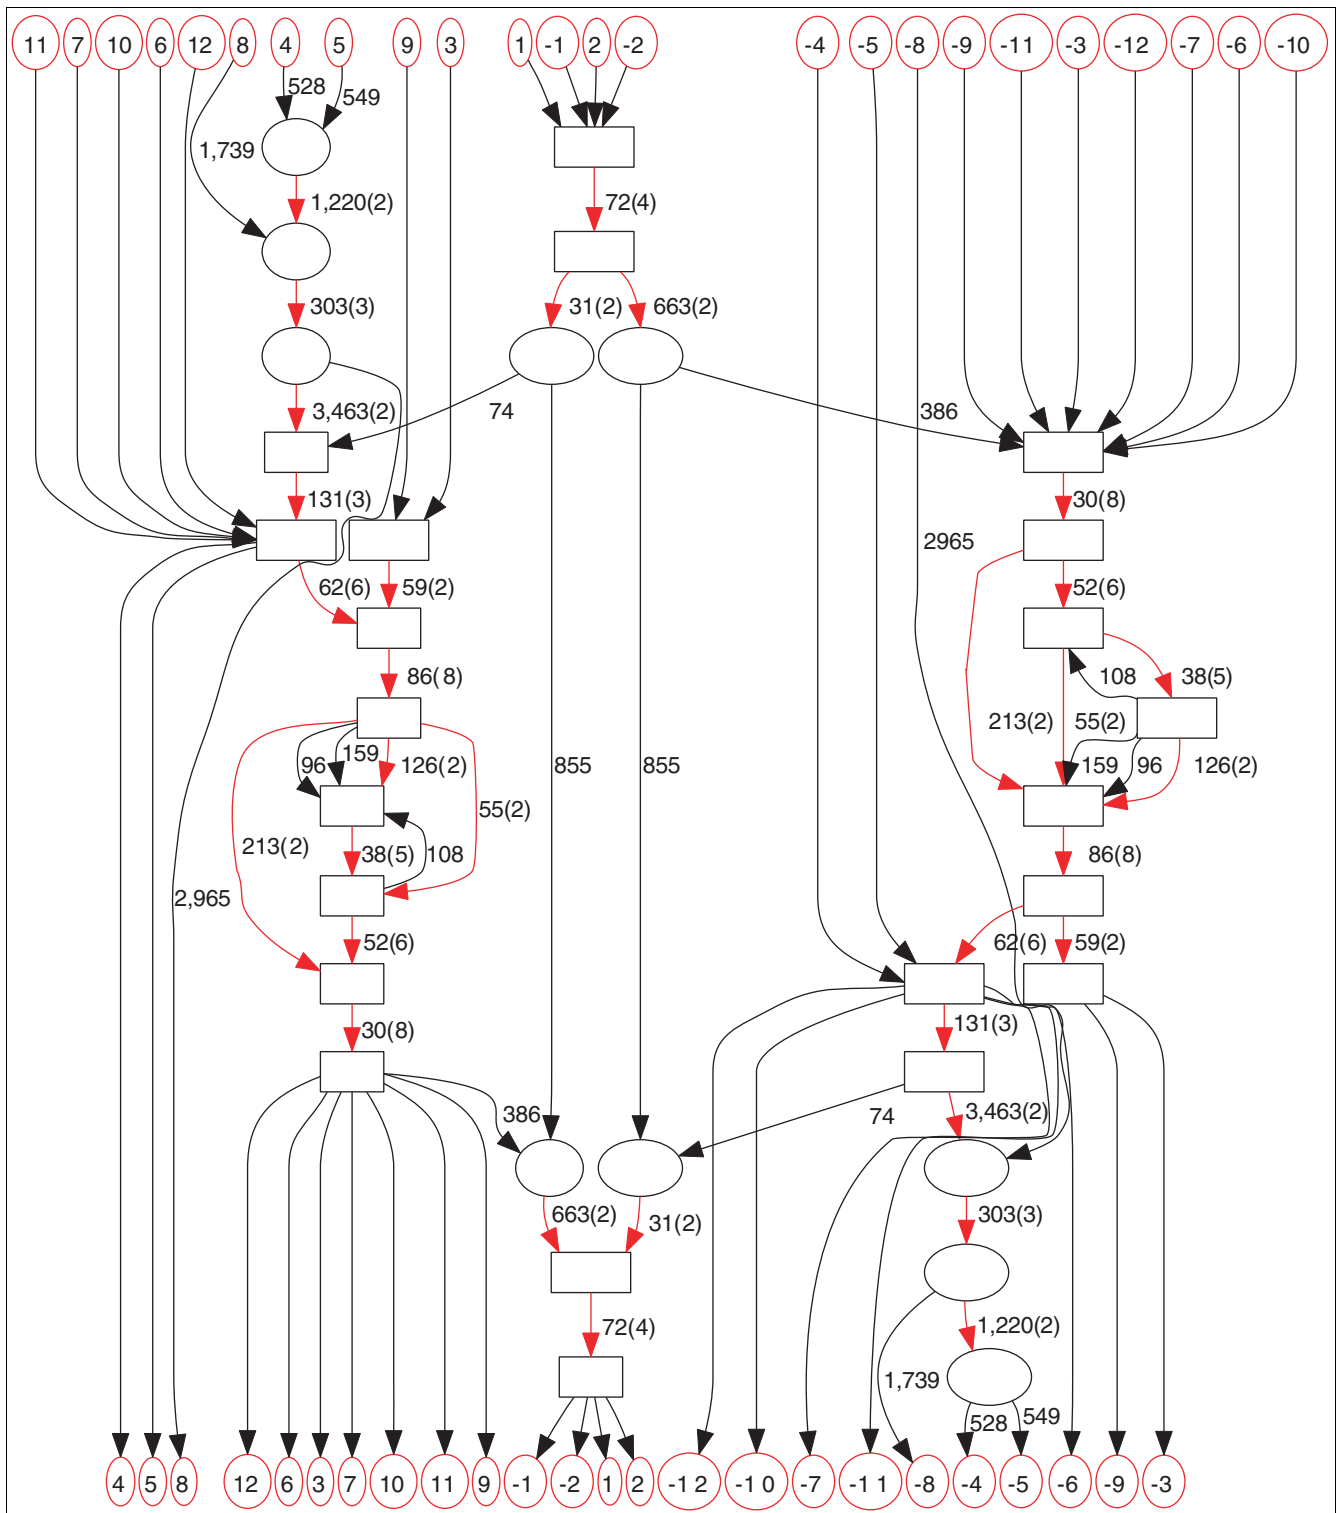 11 7 10 6 12 8 4 5 9 3 1 -1 2 -2 -4 -5 -8 -9 -11 -3 -12 -7 -6 -10
528
549
1,739
1,220(2) 72(4)
303(3) 31(2) 663(2)
3,463(2) 74 386
131(3) 30(8)
2965
62(6) 59(2) 52(6)
86( 8) 108 38(5)
213(2) 55(2)
96 159 126(2) 855 855 159 96 126(2)
55(2)
213(2) 38(5) 108 86(8)
2,965
52(6) 62(6) 59(2)
30(8) 131(3)
386 74 3,463(2)
663(2) 31(2) 303(3)
72(4) 1,220(2)
1,739
528 549
4 5 8 12 6 3 7 10 11 9 -1 -2 1 2 -1 2 -1 0 -7 -1 1 -8 -4 -5 -6 -9 -3